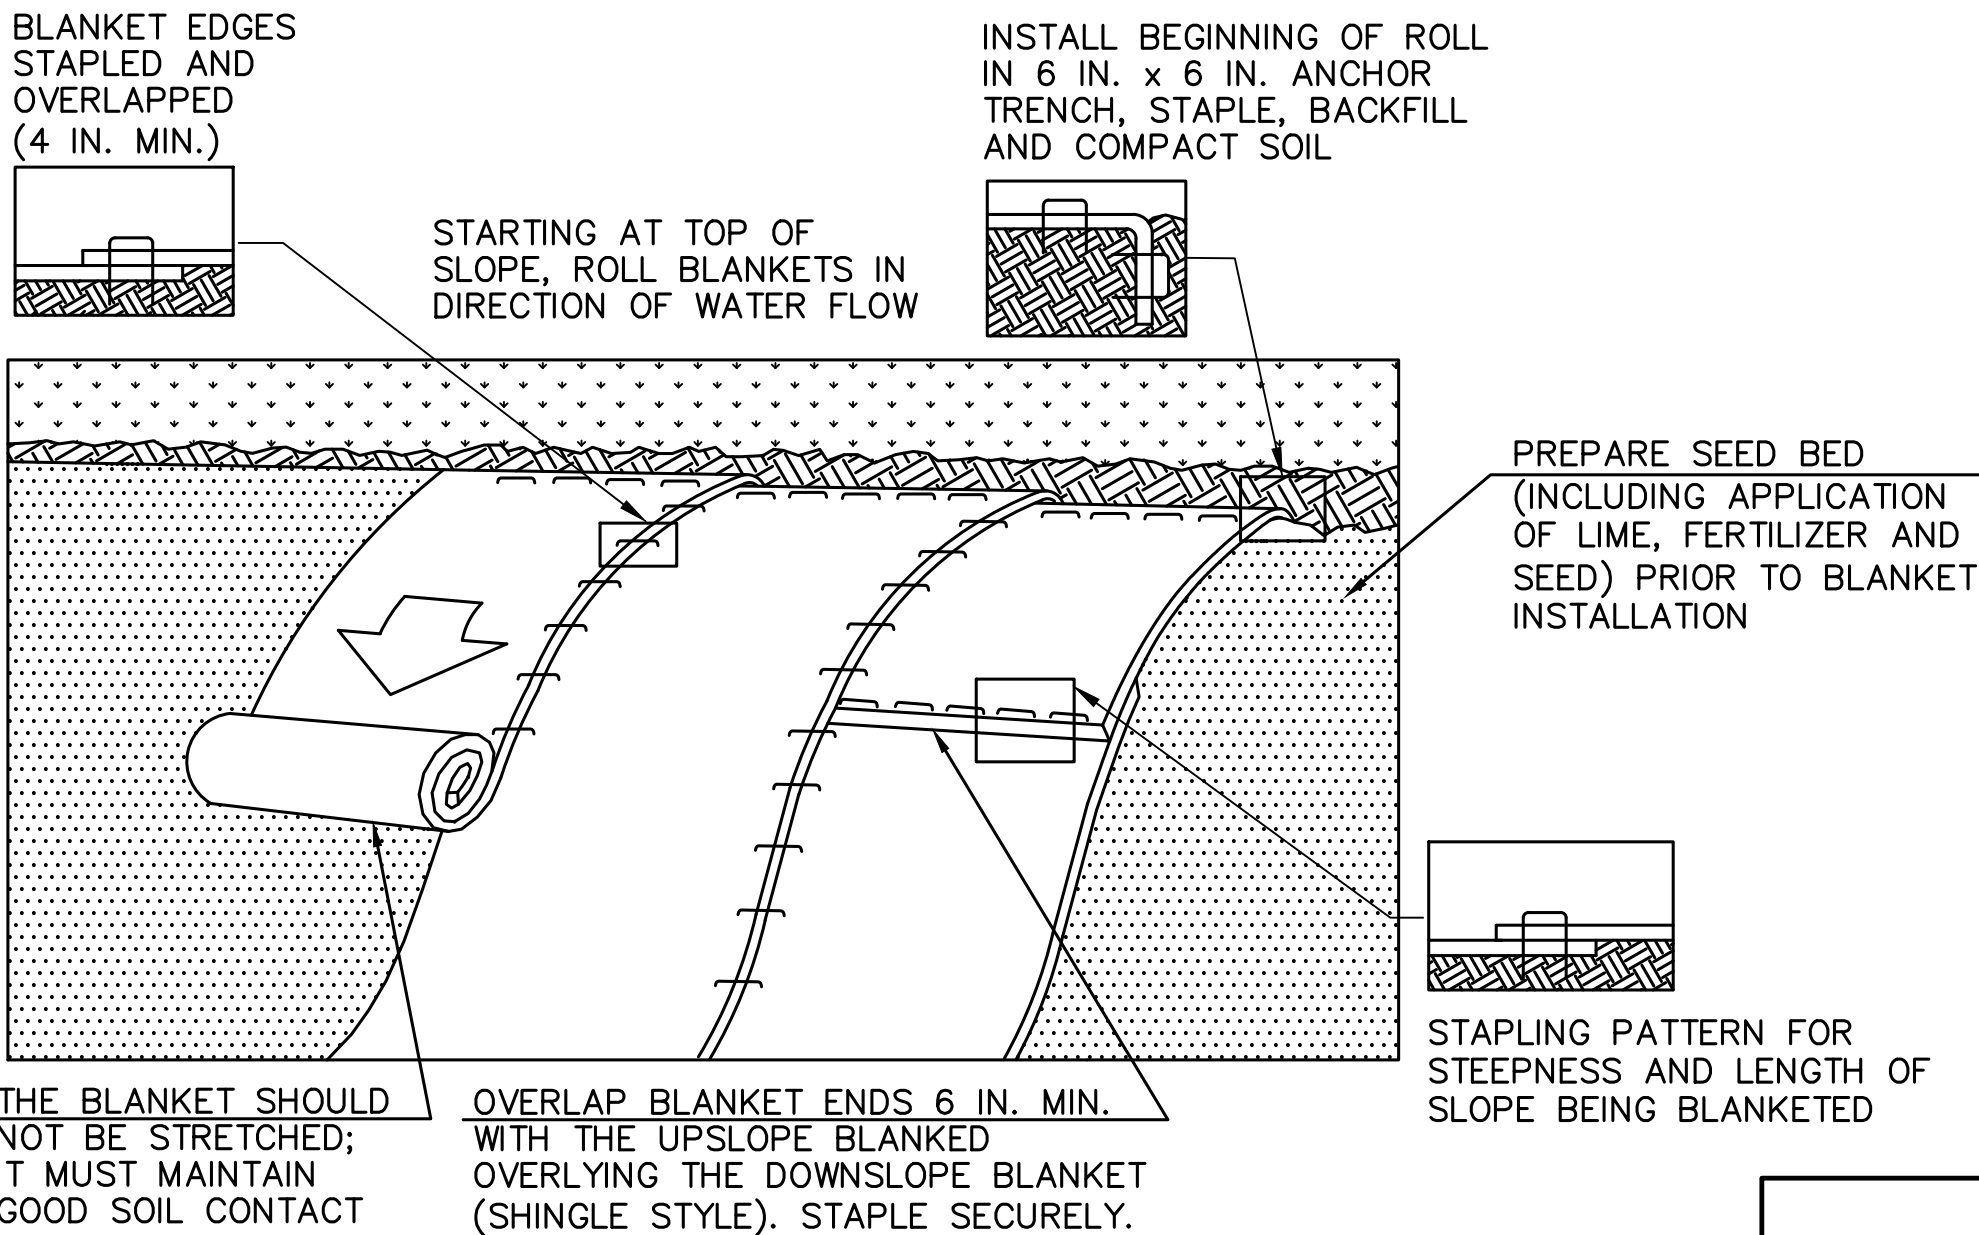 BLANKET EDGES
STAPLED AND
OVERLAPPED
(4 IN. MIN.)
INSTALL BEGINNING OF ROLL
IN 6 IN. x 6 IN. ANCHOR
TRENCH, STAPLE, BACKFILL
AND COMPACT SOIL
STARTING AT TOP OF
SLOPE, ROLL BLANKETS IN
DIRECTION OF WATER FLOW
PREPARE SEED BED
(INCLUDING APPLICATION
OF LIME, FERTILIZER AND
SEED) PRIOR TO BLANKET
INSTALLATION
STAPLING PATTERN FOR
STEEPNESS AND LENGTH OF
SLOPE BEING BLANKETED
THE BLANKET SHOULD
NOT BE STRETCHED;
T MUST MAINTAIN
GOOD SOIL CONTACT
OVERLAP BLANKET ENDS 6 IN. MIN.
WITH THE UPSLOPE BLANKED
OVERLYING THE DOWNSLOPE BLANKET
(SHINGLE STYLE). STAPLE SECURELY.